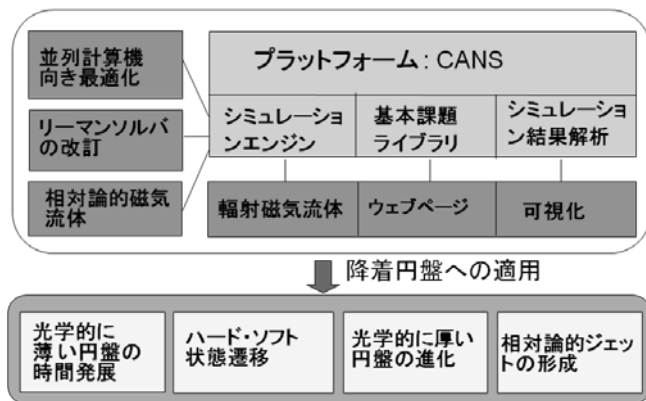 並列計算機
向き最適化
リーマンソルバ
の改訂
相対論的磁気
流体
プラットフォーム：CANS
シミュレーショ
ンエンジン
基本課題
ライブラリ
シミュレーショ
ン結果解析
輻射磁気流体
ウェブページ
可視化
降着円盤への適用
光学的に
薄い円盤の
時間発展
ハード・ソフト
状態遷移
光学的に厚い
円盤の進化
相対論的ジェッ
トの形成